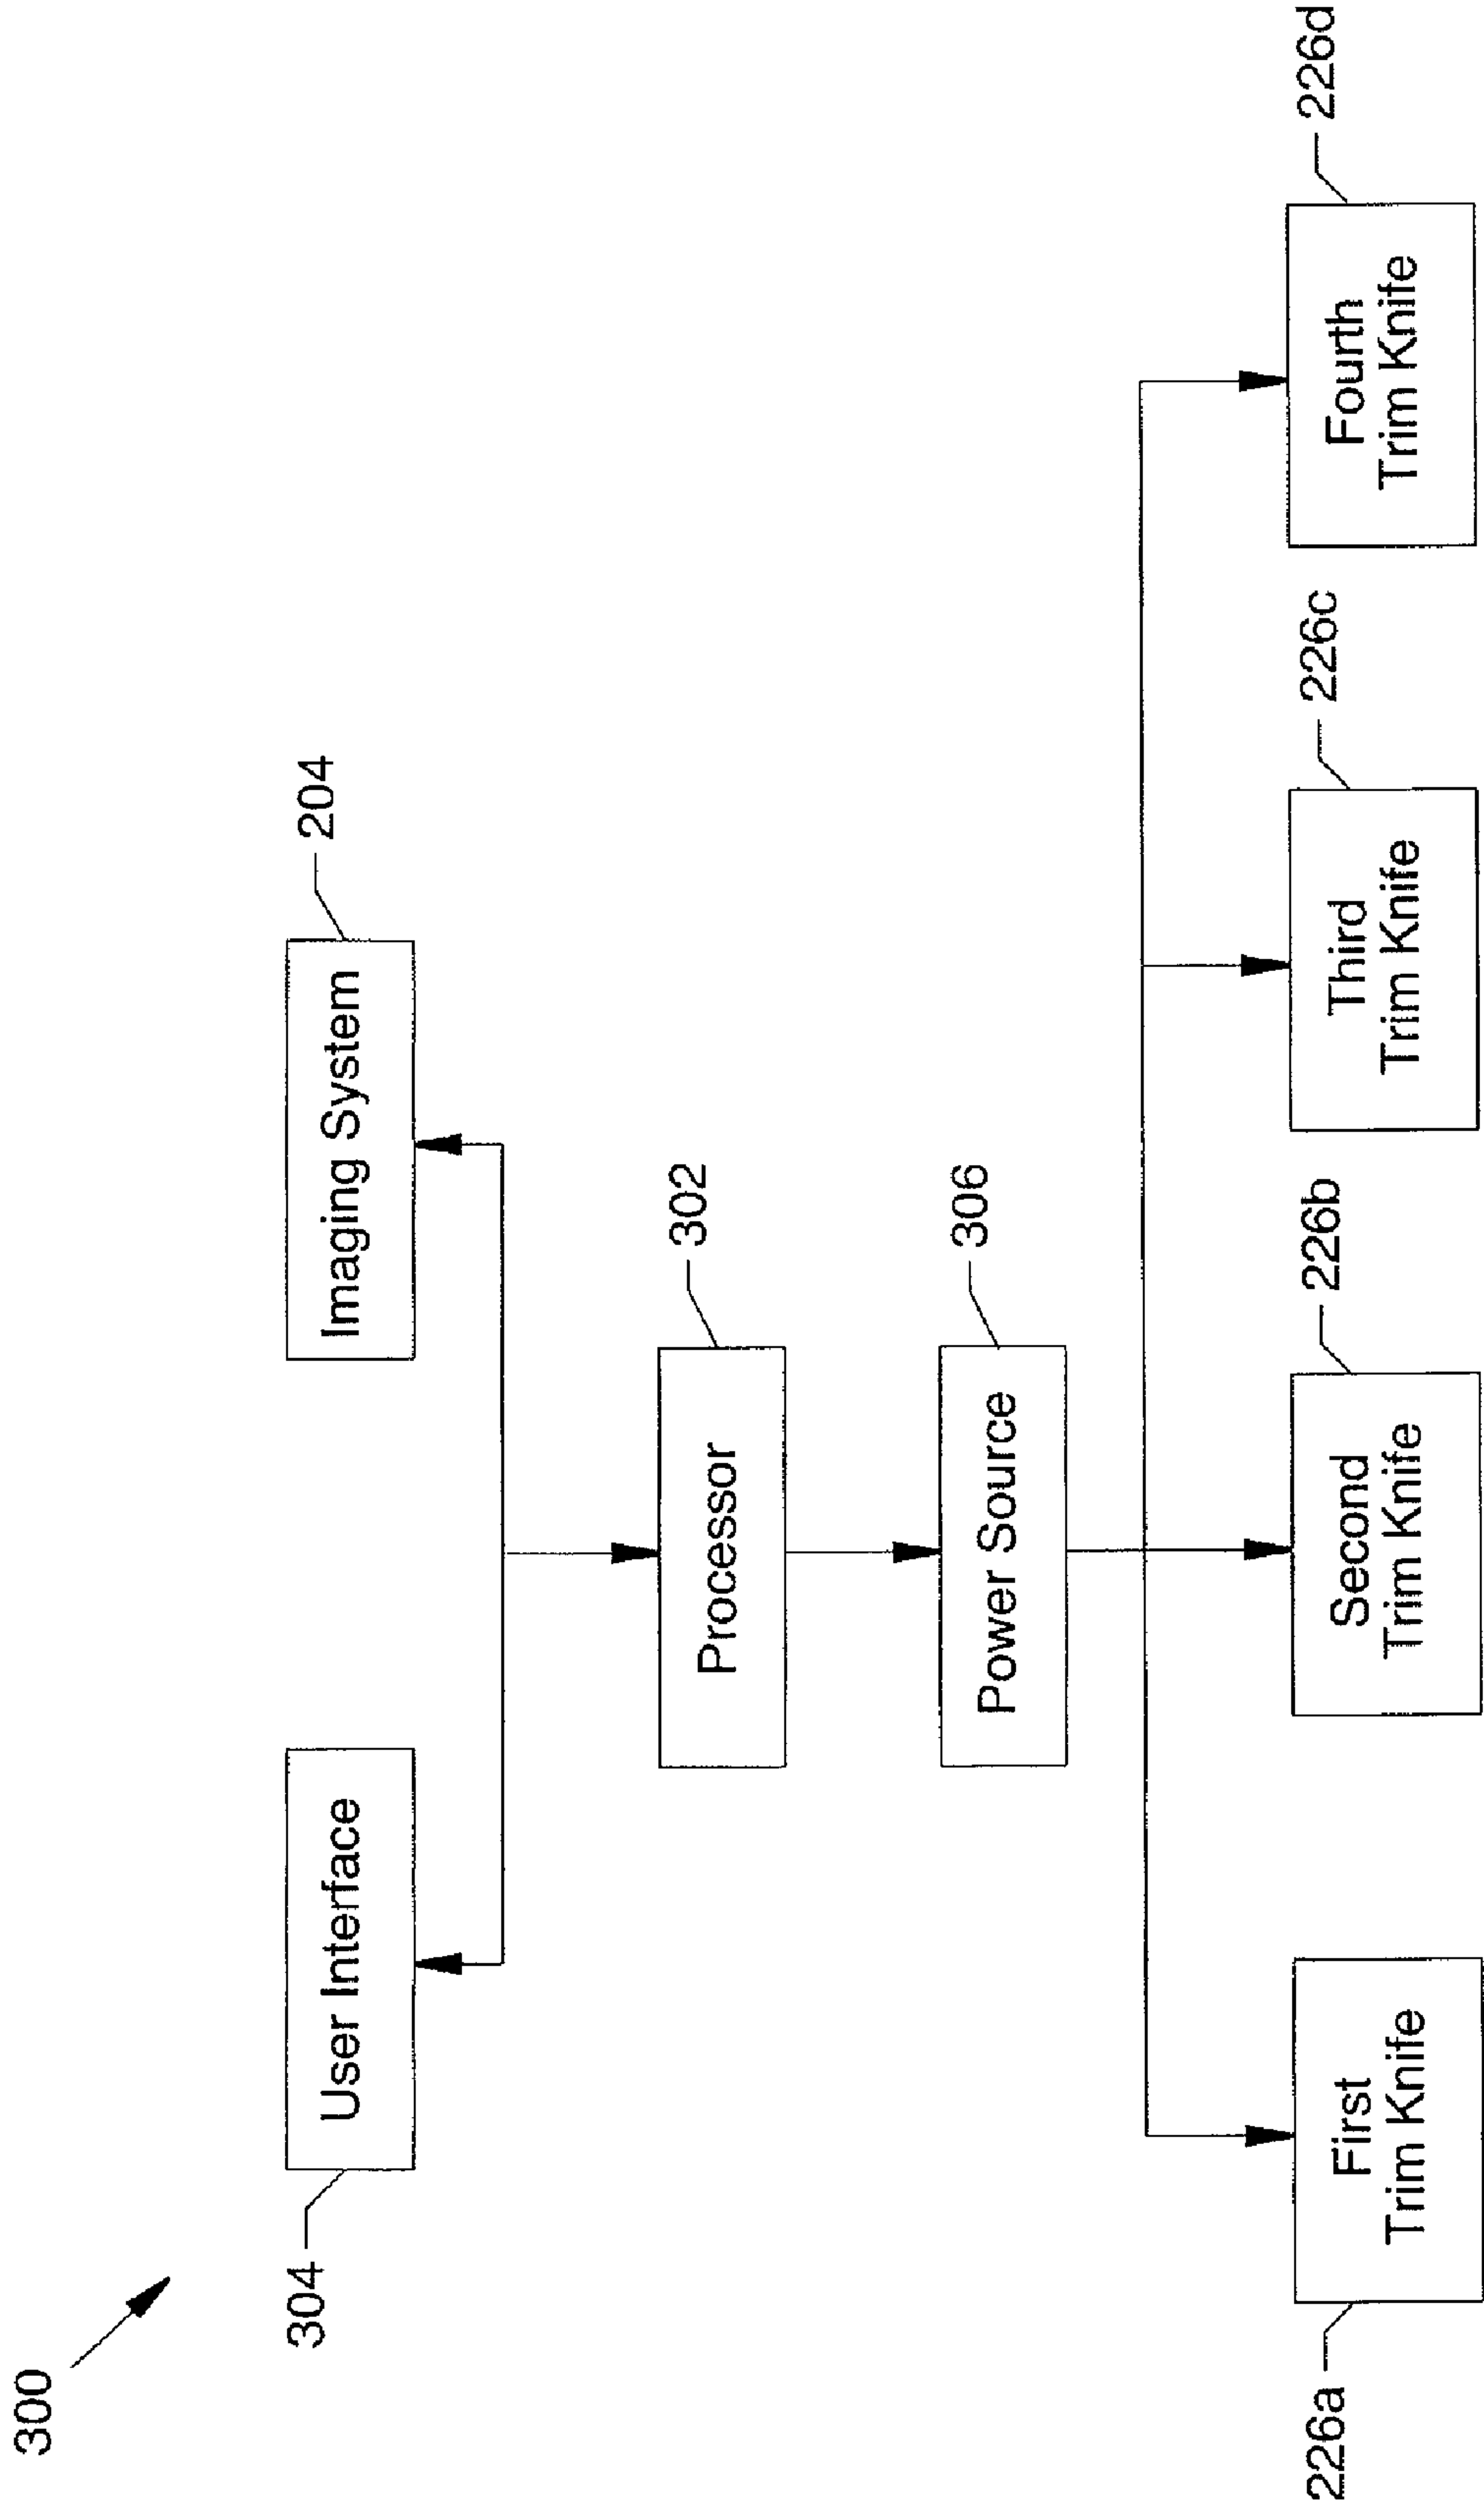 300
304
User Interface
Imaging System
204
Processor
302
Power Source
306
226a
First
Trim Knife
Second
Trim Knife
226b
Third
Trim Knife
226c
Fourth
Trim Knife
226d